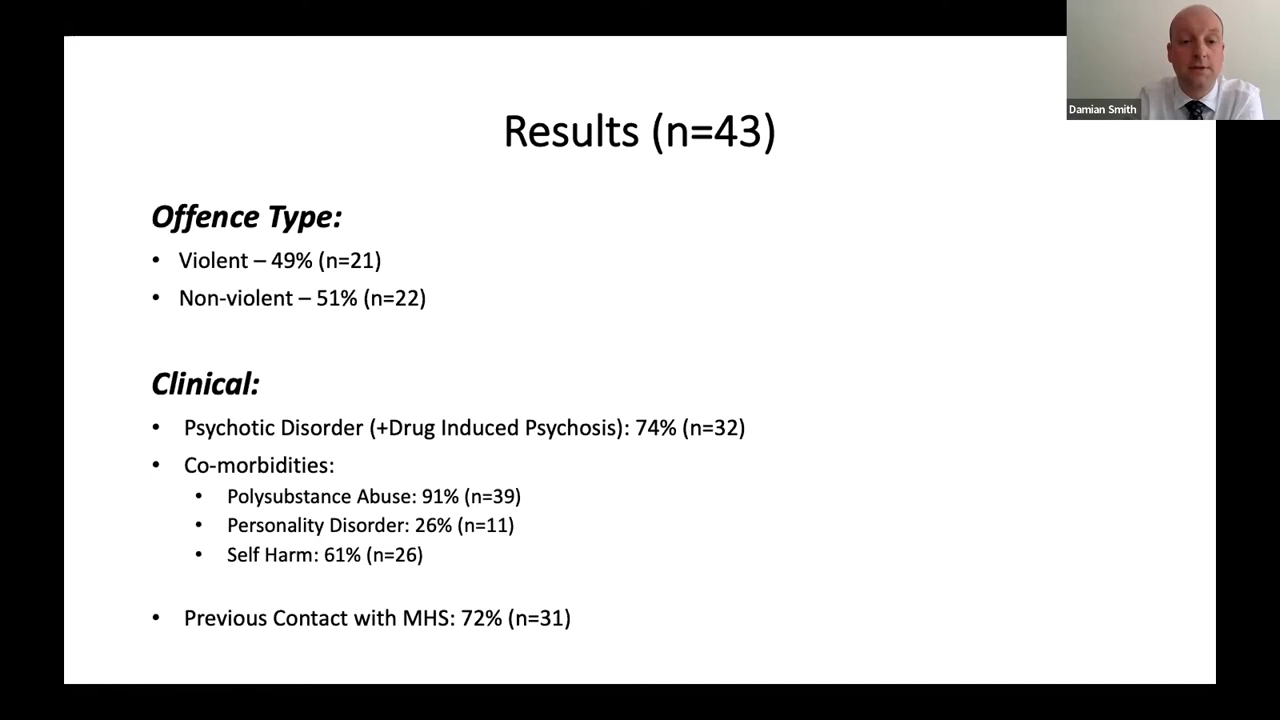 Damian Smith
Results (n=43)
Offence Type:
• Violent – 49% (n=21)
• Non-violent – 51% (n=22)
Clinical:
• Psychotic Disorder (+Drug Induced Psychosis): 74% (n=32)
• Co-morbidities:
• Polysubstance Abuse: 91% (n=39)
• Personality Disorder: 26% (n=11)
• Self Harm: 61% (n=26)
• Previous Contact with MHS: 72% (n=31)